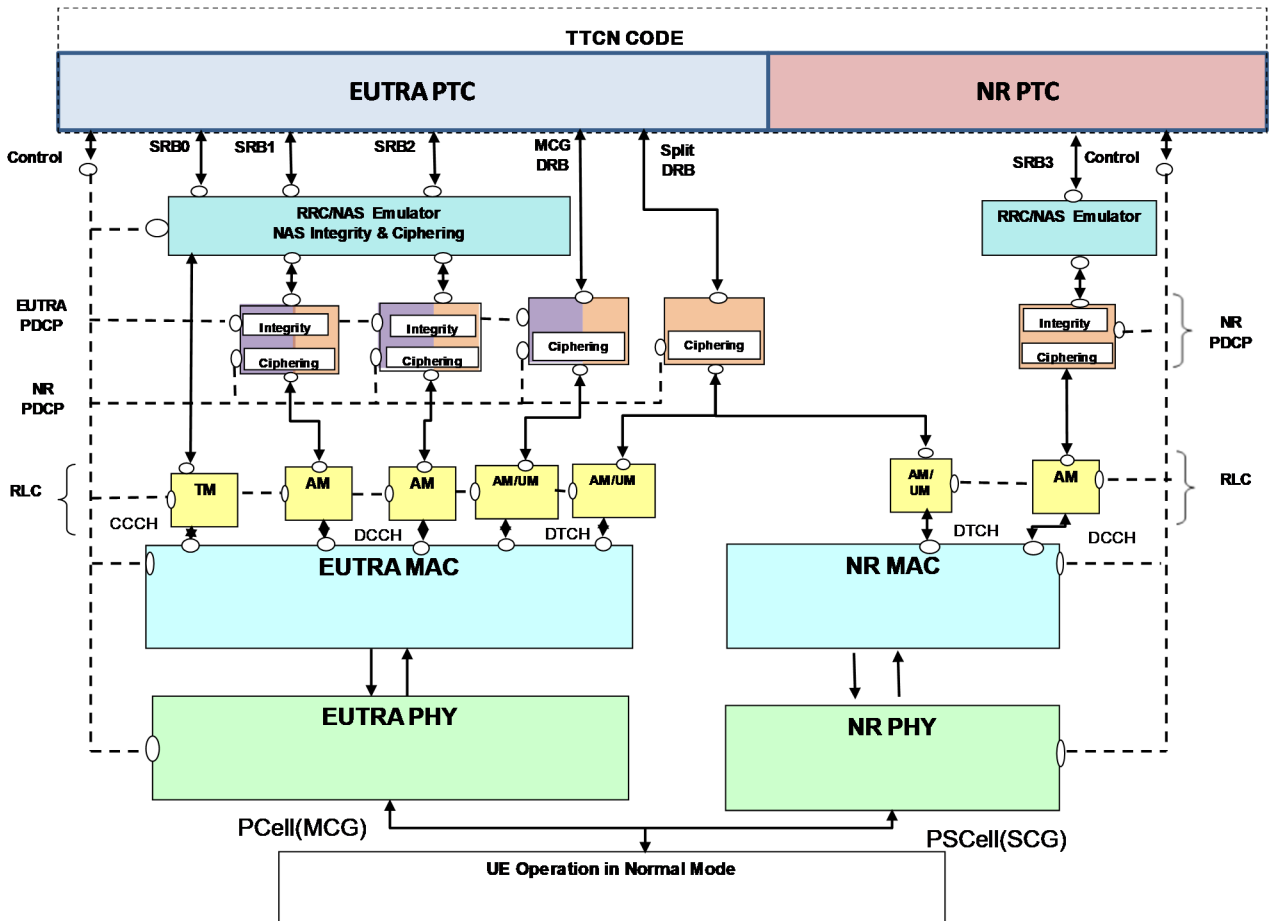 TTCN CODE
EUTRA PTC
NR PTC
Control
SRB0
SRB1
SRB2
MCG
DRB
Split
DRB
SRB3
Control
RRC/NAS Emulator
NAS Integrity & Ciphering
RRC/NAS Emulator
EUTRA
PDCP
Integrity
Ciphering
Integrity
Ciphering
Ciphering
Ciphering
Integrity
Ciphering
NR
PDCP
NR
PDCP
RLC
TM
AM
AM
AM/UM
AM/UM
AM/
UM
AM
RLC
CCCH
DCCH
DTCH
DTCH
DCCH
EUTRA MAC
NR MAC
EUTRA PHY
NR PHY
PCell(MCG)
PSCell(SCG)
UE Operation in Normal Mode